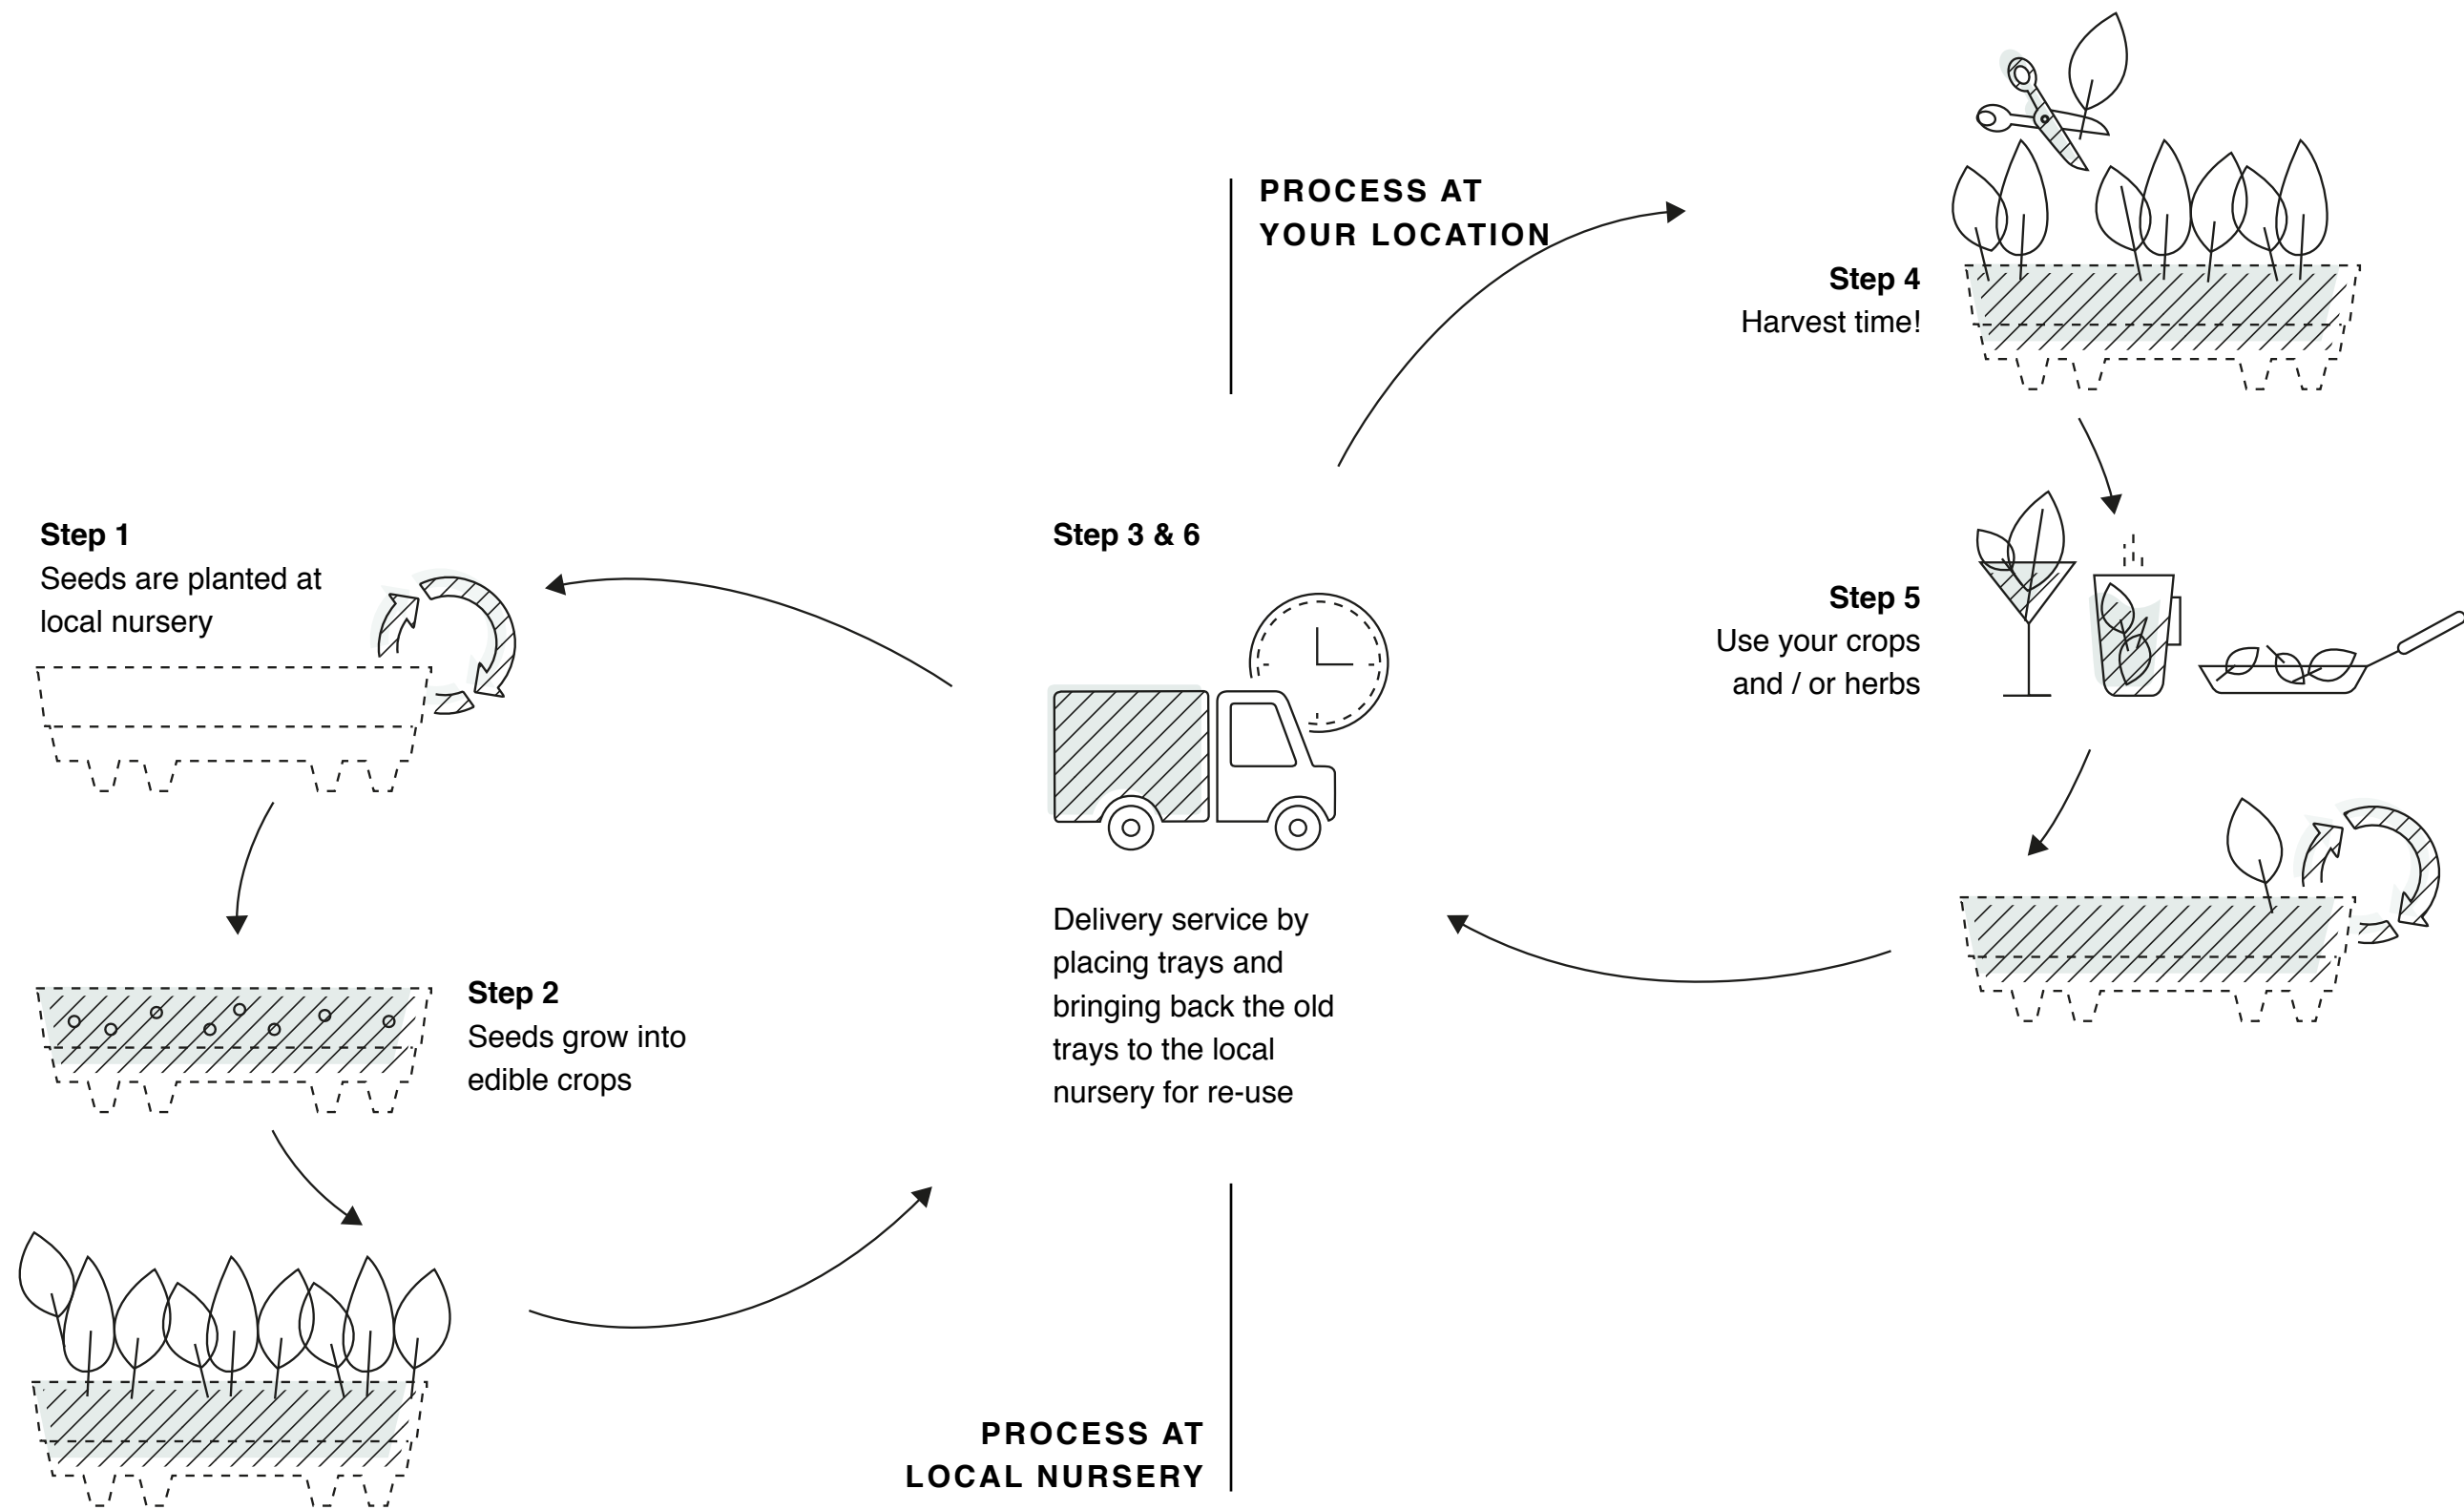 PROCESS AT
YOUR LOCATION
Step 1
Seeds are planted at
local nursery
Step 2
Seeds grow into
edible crops
Step 3 & 6
Delivery service by
placing trays and
bringing back the old
trays to the local
nursery for re-use
Step 4
Harvest time!
Step 5
Use your crops
and / or herbs
PROCESS AT
LOCAL NURSERY